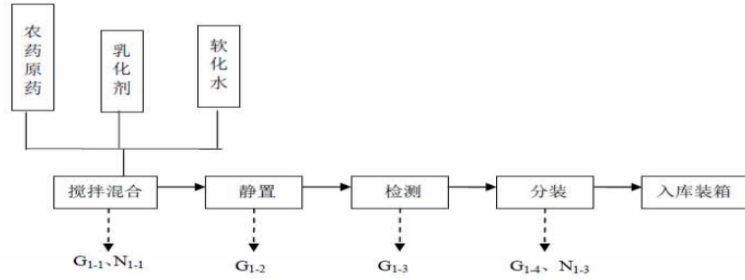 农药原药
乳化剂
软化水
搅拌混合
静置
检测
分装
入库装箱
G1-1、N1-1
G1-2
G1-3
G1-4、N1-3